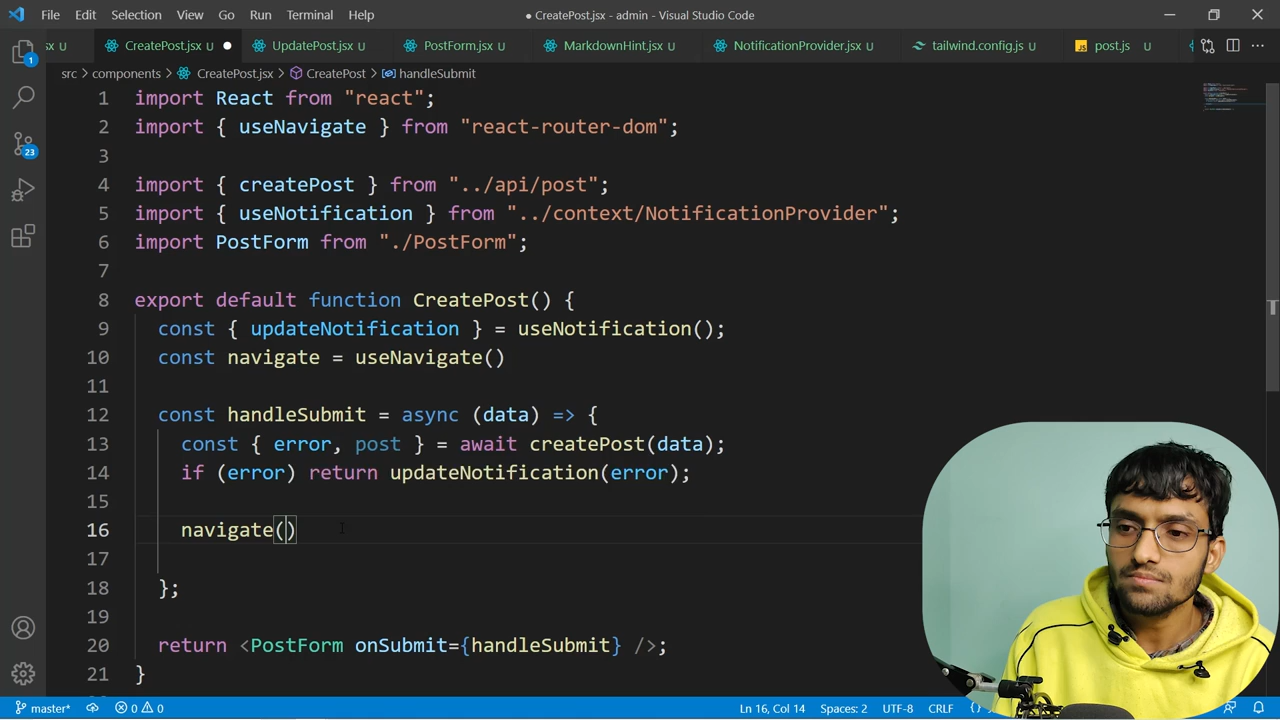 File Edit Selection View Go Run Terminal Help
● CreatePost.jsx - admin - Visual Studio Code
sx U CreatePost.jsx U ● UpdatePost.jsx U PostForm.jsx U MarkdownHint.jsx U NotificationProvider.jsx U tailwind.config.js U JS post.js U
src > components > CreatePost.jsx > CreatePost > handleSubmit
1 import React from "react";
2 import { useNavigate } from "react-router-dom";
3
4 import { createPost } from "../api/post";
5 import { useNotification } from "../context/NotificationProvider";
6 import PostForm from "./PostForm";
7
8 export default function CreatePost() {
9 const { updateNotification } = useNotification();
10 const navigate = useNavigate()
11
12 const handleSubmit = async (data) => {
13 const { error, post } = await createPost(data);
14 if (error) return updateNotification(error);
15
16 navigate()
17
18 };
19
20 return <PostForm onSubmit={handleSubmit} />;
21 }
1
23
master* 0 0 Ln 16, Col 14 Spaces: 2 UTF-8 CRLF